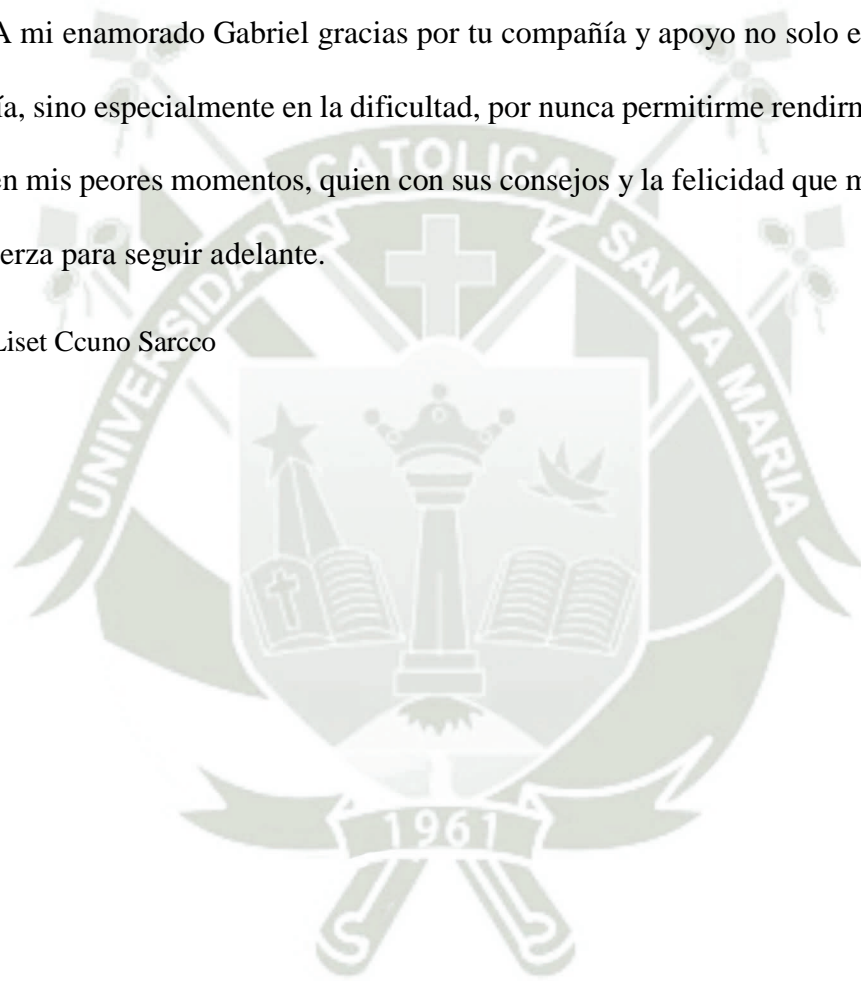 A mi enamorado Gabriel gracias por tu compañía y apoyo no solo e
ía, sino especialmente en la dificultad, por nunca permitirme rendirm
en mis peores momentos, quien con sus consejos y la felicidad que m
erza para seguir adelante.
Liset Ccuno Sarcco
UNIVERSIDAD CATOLICA SANTA MARIA
1961